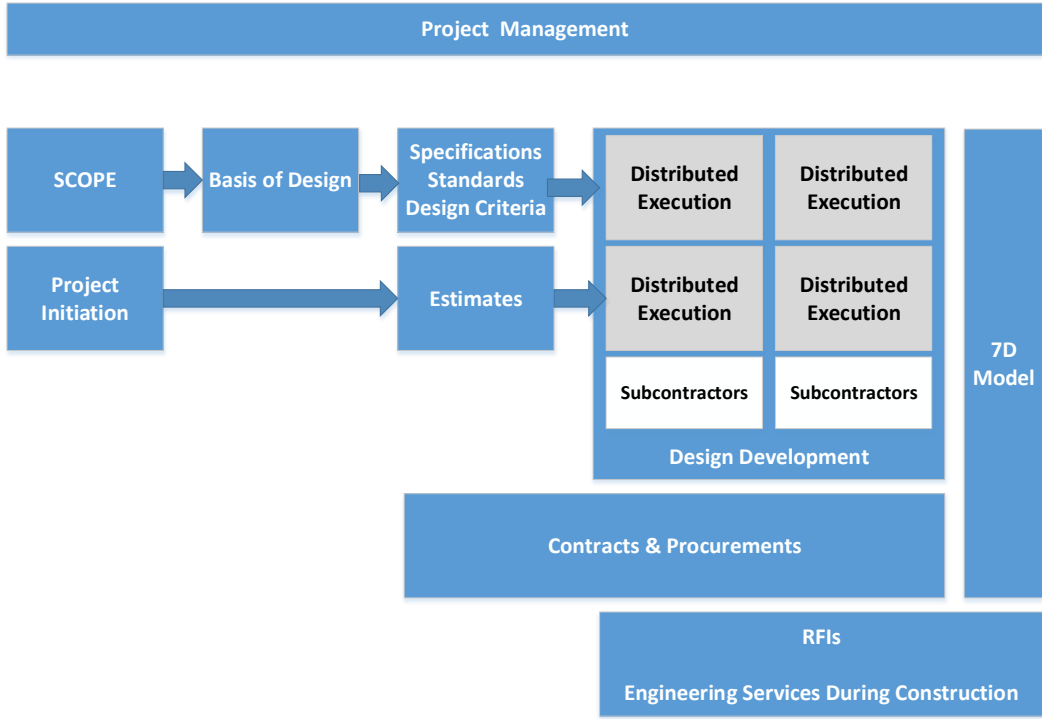 Project Management
SCOPE
Basis of Design
Specifications
Standards
Design Criteria
Distributed
Execution
Distributed
Execution
Project
Initiation
Estimates
Distributed
Execution
Distributed
Execution
7D
Model
Subcontractors
Subcontractors
Design Development
Contracts & Procurements
RFIs
Engineering Services During Construction